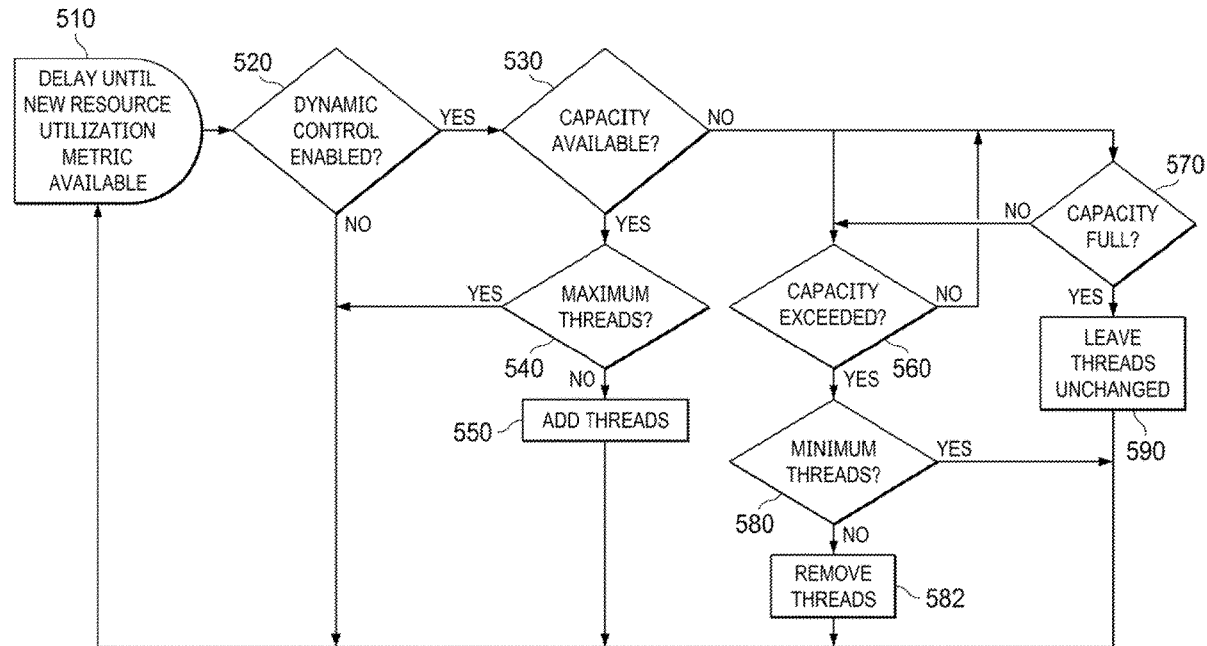 510
DELAY UNTIL
NEW RESOURCE
UTILIZATION
METRIC
AVAILABLE
520
DYNAMIC
CONTROL
ENABLED?
YES
NO
530
CAPACITY
AVAILABLE?
NO
YES
MAXIMUM
THREADS?
YES
540
NO
ADD THREADS
550
CAPACITY
EXCEEDED?
NO
560
YES
570
CAPACITY
FULL?
NO
YES
LEAVE
THREADS
UNCHANGED
590
MINIMUM
THREADS?
YES
580
NO
REMOVE
THREADS
582